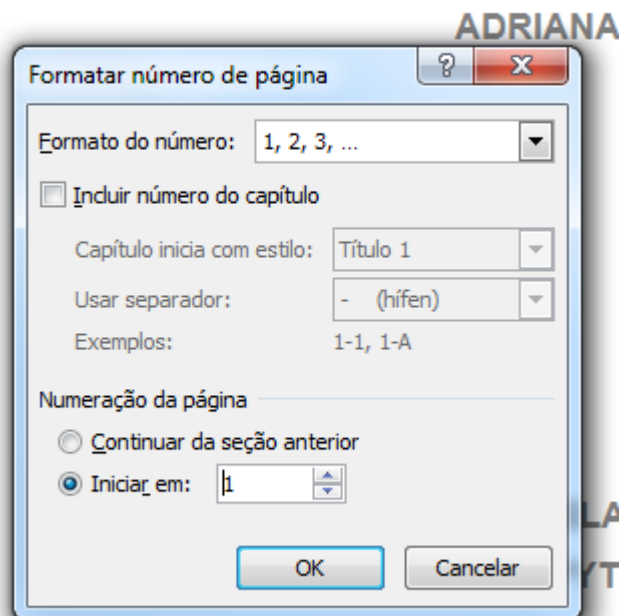 ADRIANA
Formatar número de página
Formato do número: 1, 2, 3, ...
Incluir número do capítulo
Capítulo inicia com estilo: Título 1
Usar separador: - (hífen)
Exemplos: 1-1, 1-A
Numeração da página
Continuar da seção anterior
Iniciar em: 1
LA
OK Cancelar
YT